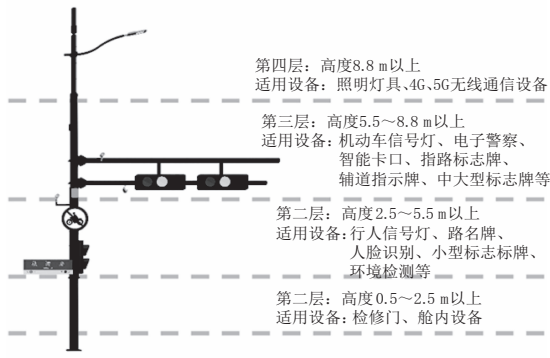 第四层：高度8.8 m以上
适用设备：照明灯具、4G、5G无线通信设备
第三层：高度5.5～8.8 m以上
适用设备：机动车信号灯、电子警察、
智能卡口、指路标志牌、
辅道指示牌、中大型标志牌等
第二层：高度2.5～5.5 m以上
适用设备：行人信号灯、路名牌、
人脸识别、小型标志标牌、
环境检测等
第二层：高度0.5～2.5 m以上
适用设备：检修门、舱内设备